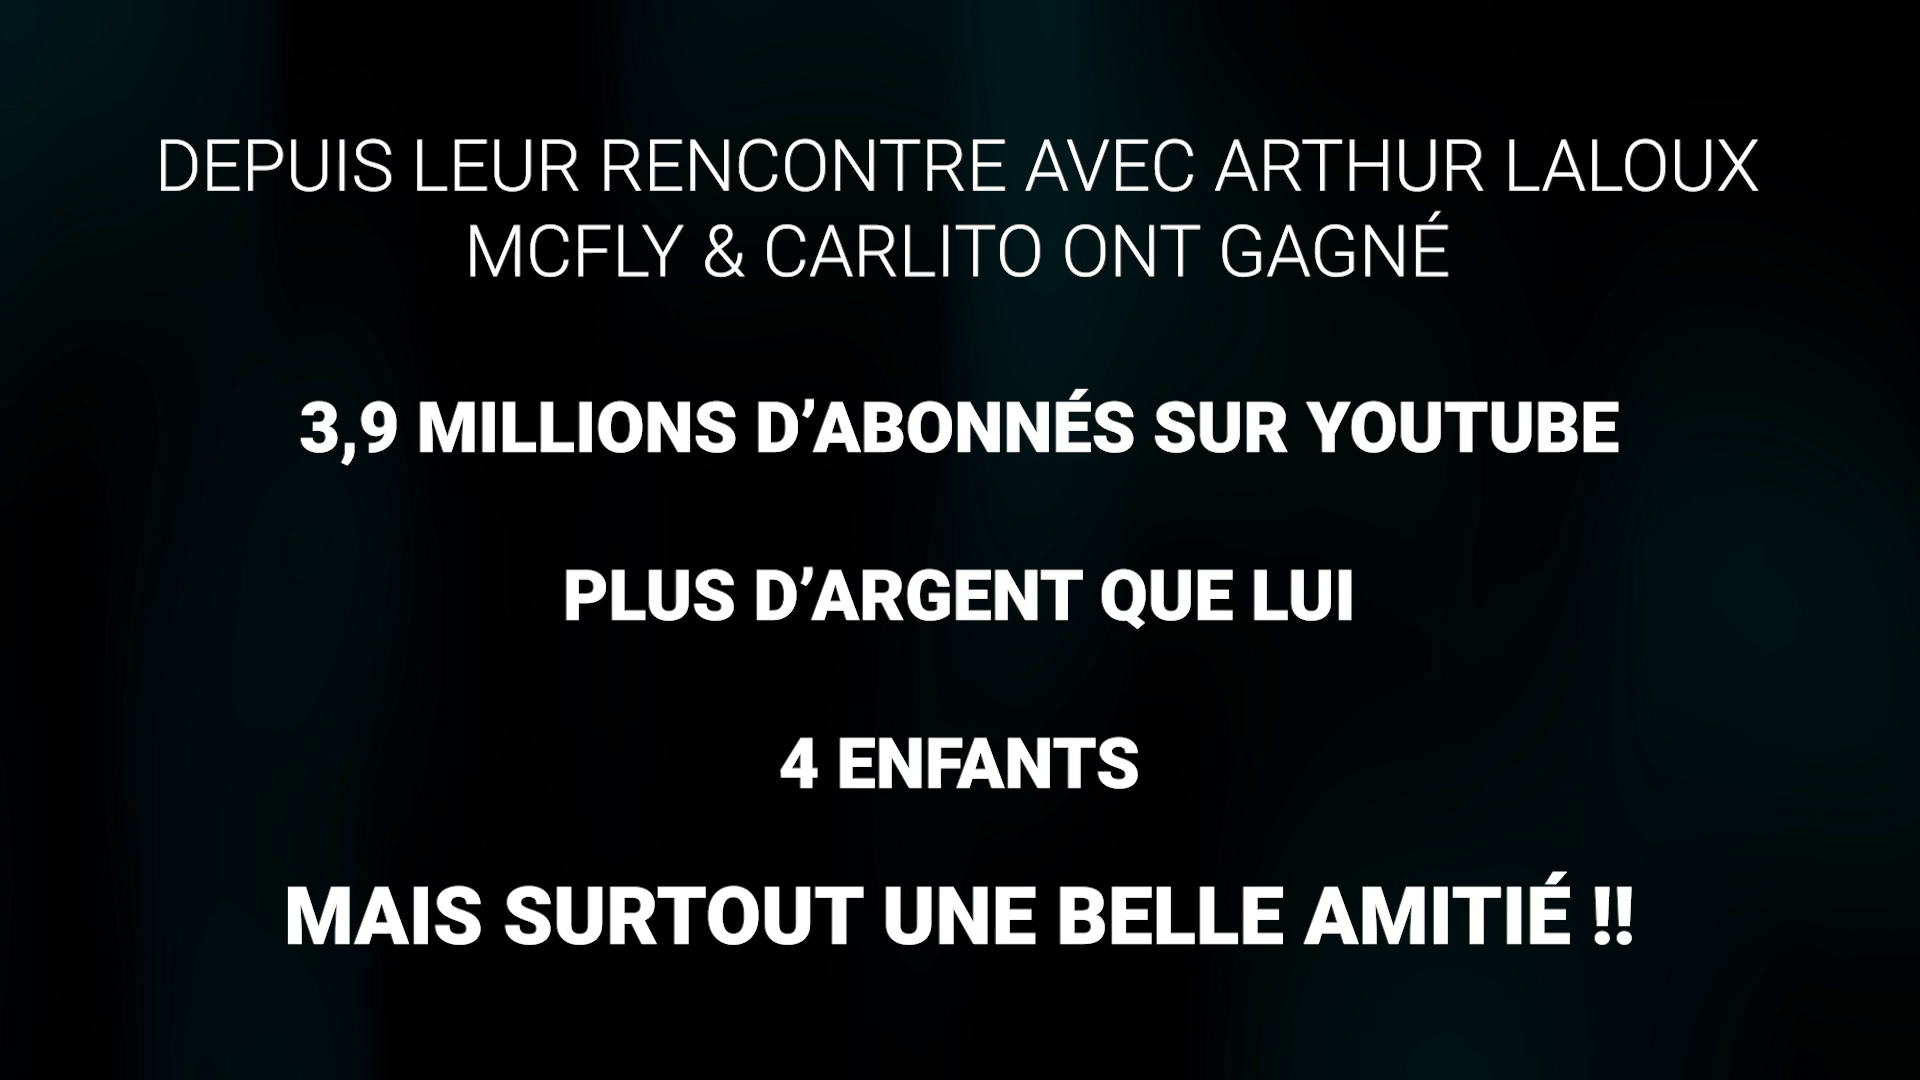 DEPUIS LEUR RENCONTRE AVEC ARTHUR LALOUX
MCFLY & CARLITO ONT GAGNÉ
3,9 MILLIONS D’ABONNÉS SUR YOUTUBE
PLUS D’ARGENT QUE LUI
4 ENFANTS
MAIS SURTOUT UNE BELLE AMITIÉ !!